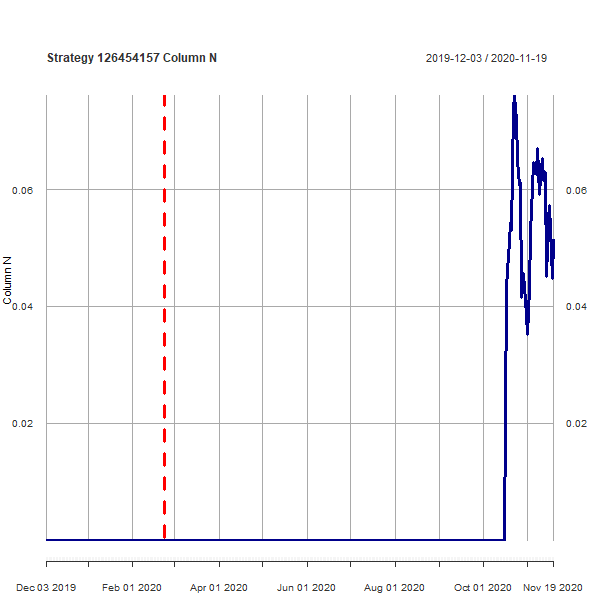 Strategy 126454157 Column N
2019-12-03 / 2020-11-19
Column N
0.06
0.06
0.04
0.04
0.02
0.02
Dec 03 2019
Feb 01 2020
Apr 01 2020
Jun 01 2020
Aug 01 2020
Oct 01 2020
Nov 19 2020